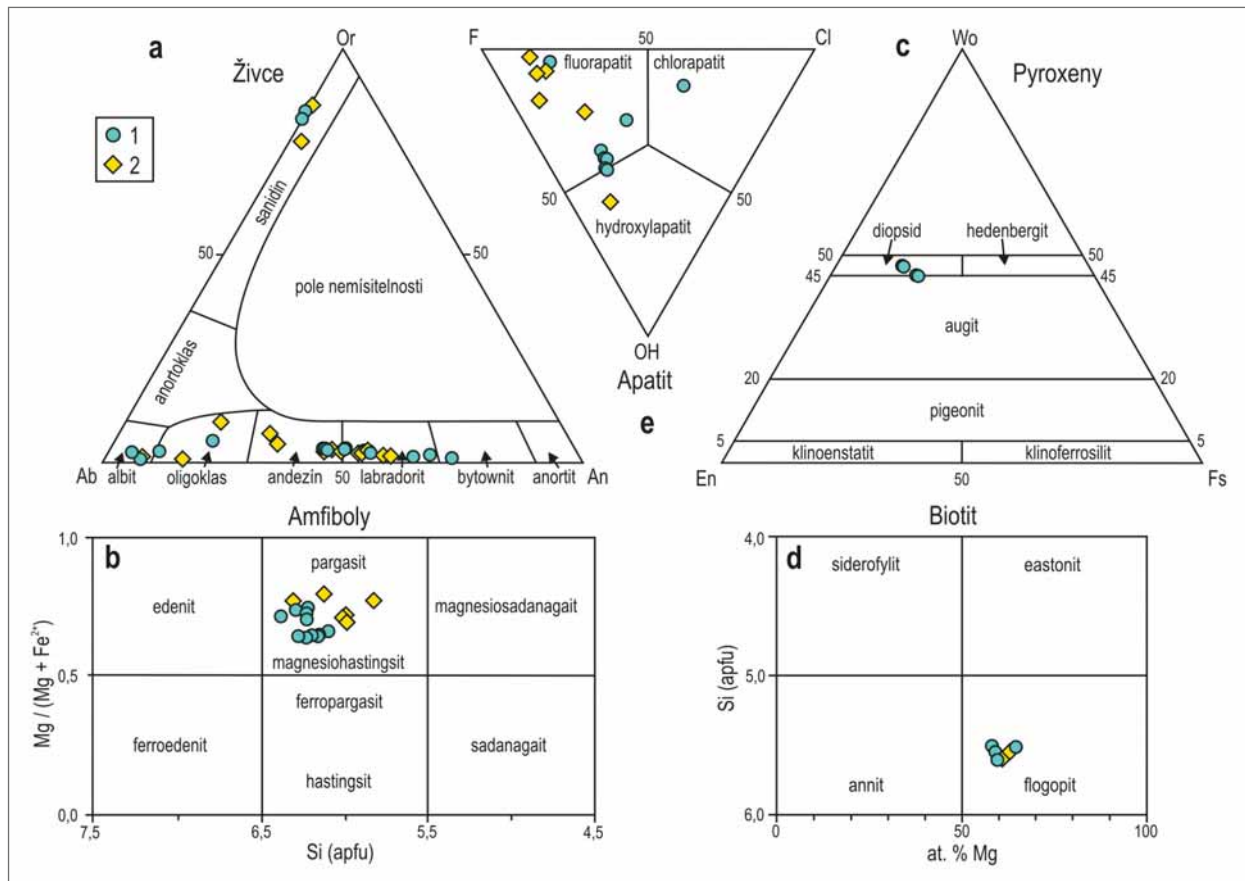 a
Živce
Or
1
2
sanidin
50
50
pole nemísitelnosti
anortoklas
Ab
albit
oligoklas
andezin
50
labradorit
bytownit
anortit
An
F
50
Cl
fluorapatit
chlorapatit
50
50
hydroxylapatit
OH
Apatit
e
c
Wo
Pyroxeny
diopsid
hedenbergit
50
50
45
45
augit
20
20
pigeonit
5
5
klinoenstatit
klinoferrosilit
En
50
Fs
Amfiboly
b
1,0
pargasit
edenit
magnesiosadanagait
magnesiohastingsit
0,5
ferropargasit
ferroedenit
sadanagait
hastingsit
0,0
7,5
6,5
5,5
4,5
Mg / (Mg + Fe²⁺)
Si (apfu)
Biotit
d
4,0
siderofylit
eastonit
5,0
annit
flogopit
6,0
0
50
100
Si (apfu)
at. % Mg